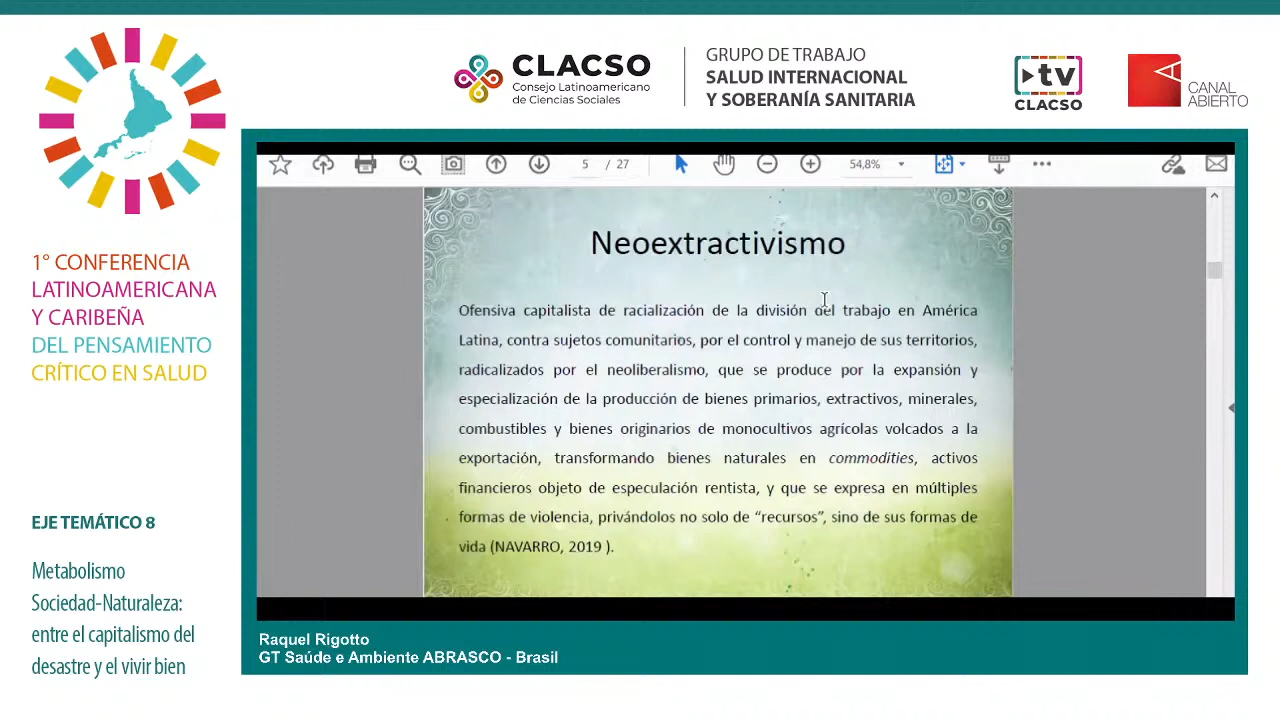 CLACSO
Consejo Latinoamericano
de Ciencias Sociales
GRUPO DE TRABAJO
SALUD INTERNACIONAL
Y SOBERANÍA SANITARIA
tv
CLACSO
CANAL
ABIERTO
1° CONFERENCIA
LATINOAMERICANA
Y CARIBEÑA
DEL PENSAMIENTO
CRÍTICO EN SALUD
EJE TEMÁTICO 8
Metabolismo
Sociedad-Naturaleza:
entre el capitalismo del
desastre y el vivir bien
5 / 27
54,8%
Neoextractivismo
Ofensiva capitalista de racialización de la división del trabajo en América
Latina, contra sujetos comunitarios, por el control y manejo de sus territorios,
radicalizados por el neoliberalismo, que se produce por la expansión y
especialización de la producción de bienes primarios, extractivos, minerales,
combustibles y bienes originarios de monocultivos agrícolas volcados a la
exportación, transformando bienes naturales en commodities, activos
financieros objeto de especulación rentista, y que se expresa en múltiples
formas de violencia, privándolos no solo de “recursos”, sino de sus formas de
vida (NAVARRO, 2019 ).
Raquel Rigotto
GT Saúde e Ambiente ABRASCO - Brasil